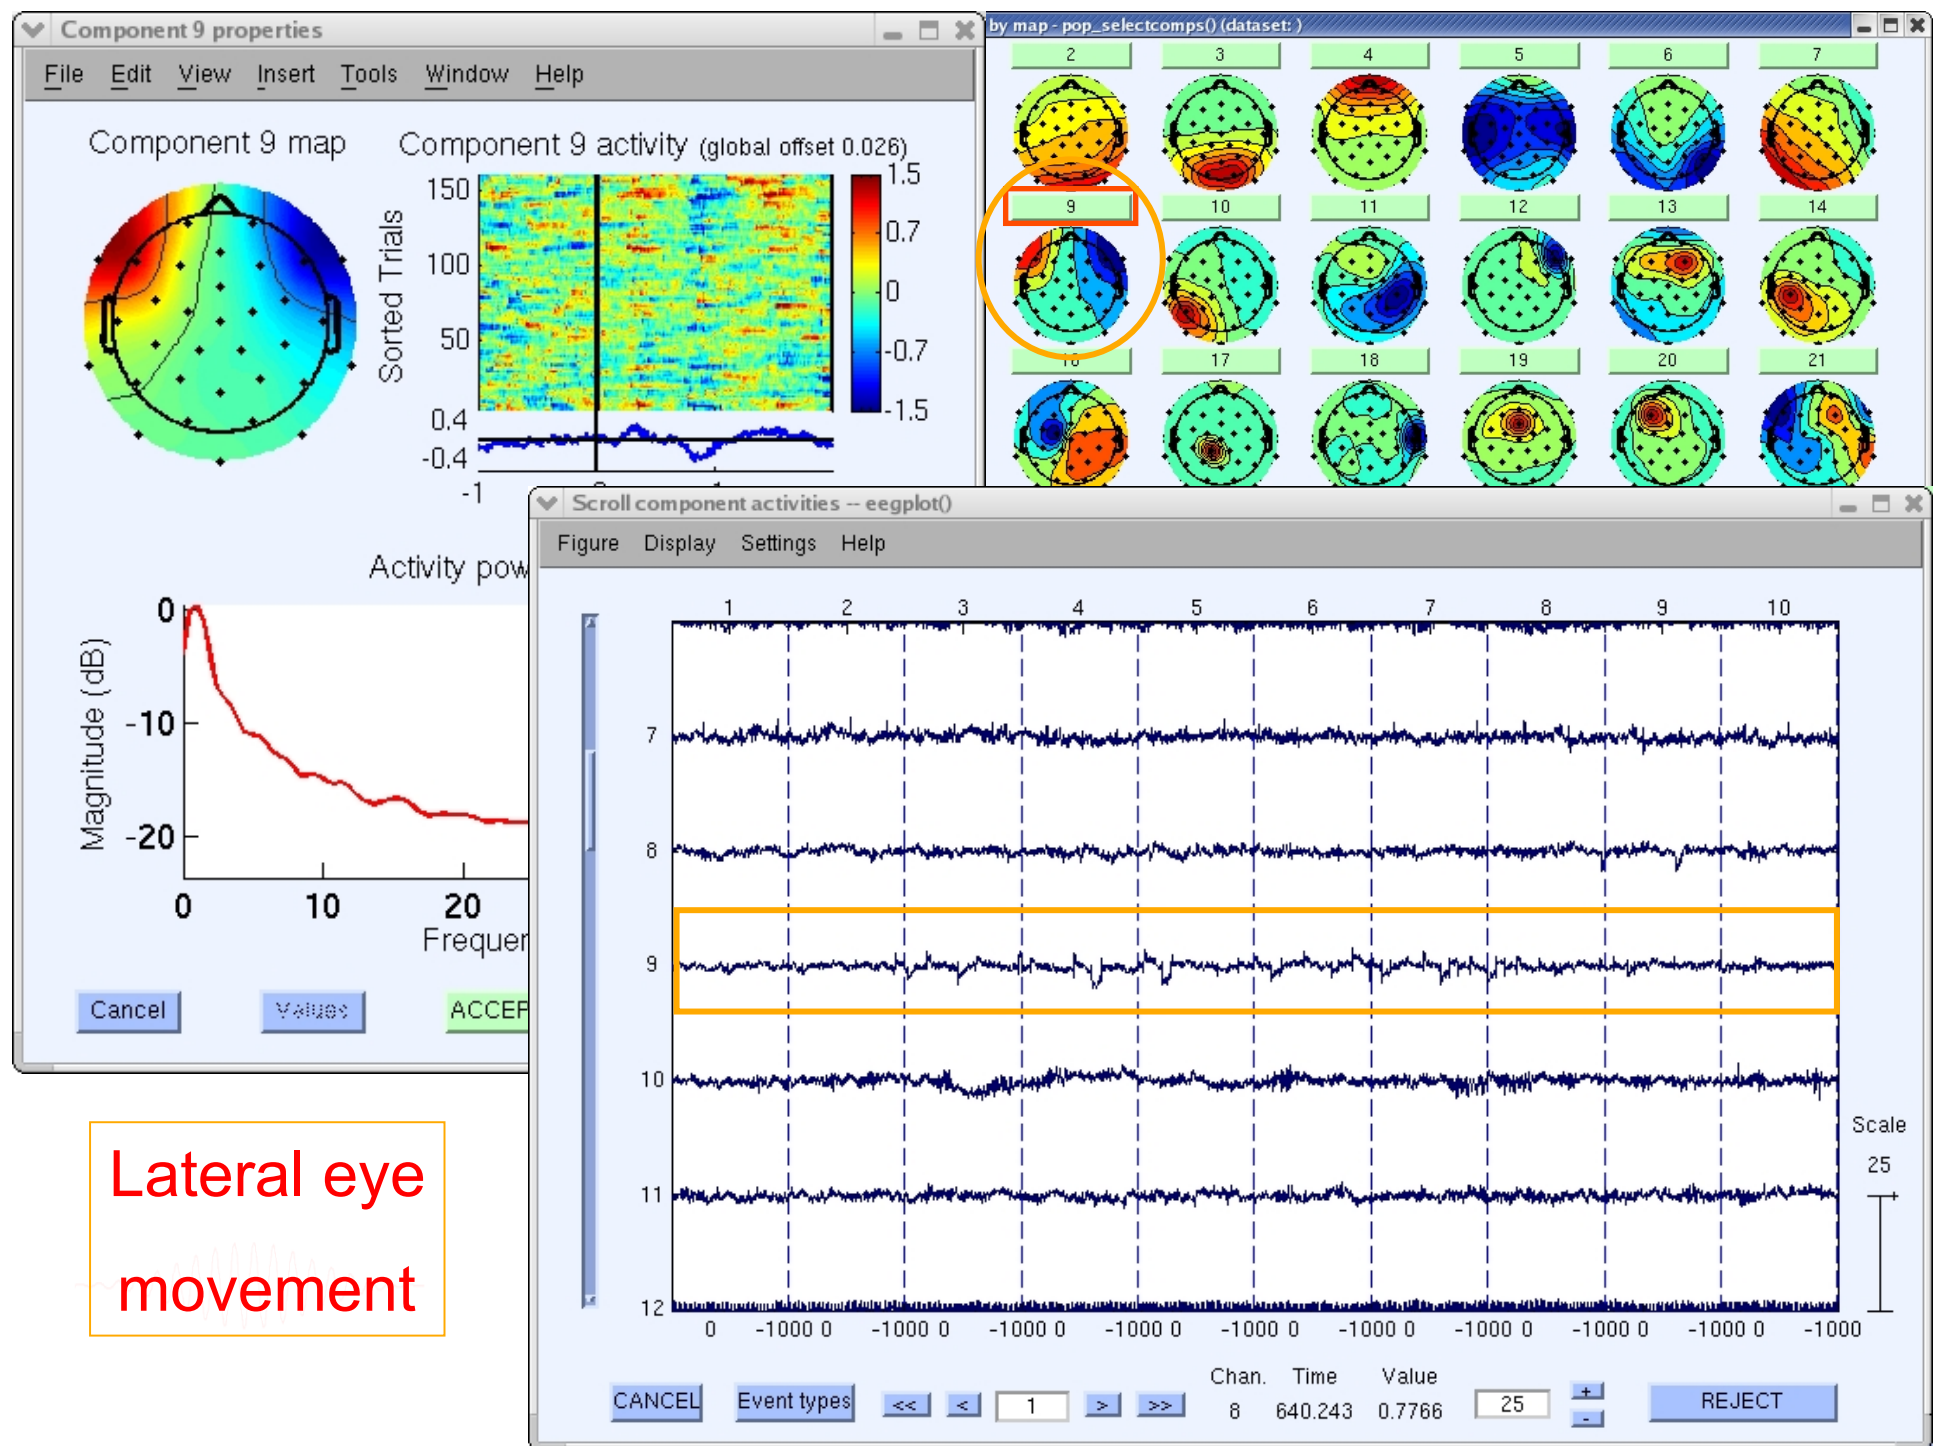 Component 9 properties
File Edit View Insert Tools Window Help
Component 9 map
Component 9 activity (global offset 0.026)
Sorted Trials
150
100
50
0.4
-0.4
-1
1.5
0.7
0
-0.7
-1.5
Activity pow
Magnitude (dB)
0
-10
-20
0 10 20
Frequer
Cancel Values ACCEP
by map - pop_selectcomps() (dataset: )
2 3 4 5 6 7
9 10 11 12 13 14
16 17 18 19 20 21
Scroll component activities -- eegplot()
Figure Display Settings Help
1 2 3 4 5 6 7 8 9 10
7
8
9
10
11
12
0 -1000 0 -1000 0 -1000 0 -1000 0 -1000 0 -1000 0 -1000 0 -1000 0 -1000 0 -1000
Scale
25
Chan. Time Value
CANCEL Event types << < 1 > >> 8 640.243 0.7766 25 + - REJECT
Lateral eye
movement